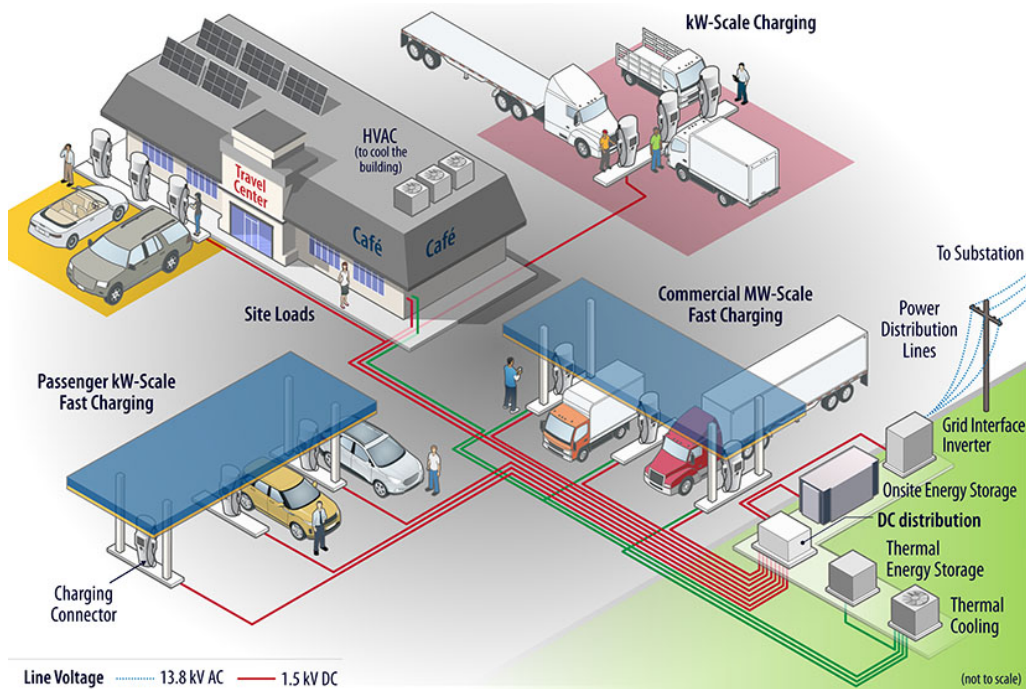 kW-Scale Charging
HVAC
(to cool the
building)
Travel
Center
Café
Café
To Substation
Power
Distribution
Lines
Commercial MW-Scale
Fast Charging
Site Loads
Passenger kW-Scale
Fast Charging
Grid Interface
Inverter
Onsite Energy Storage
DC distribution
Thermal
Energy Storage
Charging
Connector
Thermal
Cooling
Line Voltage 13.8 kV AC 1.5 kV DC
(not to scale)